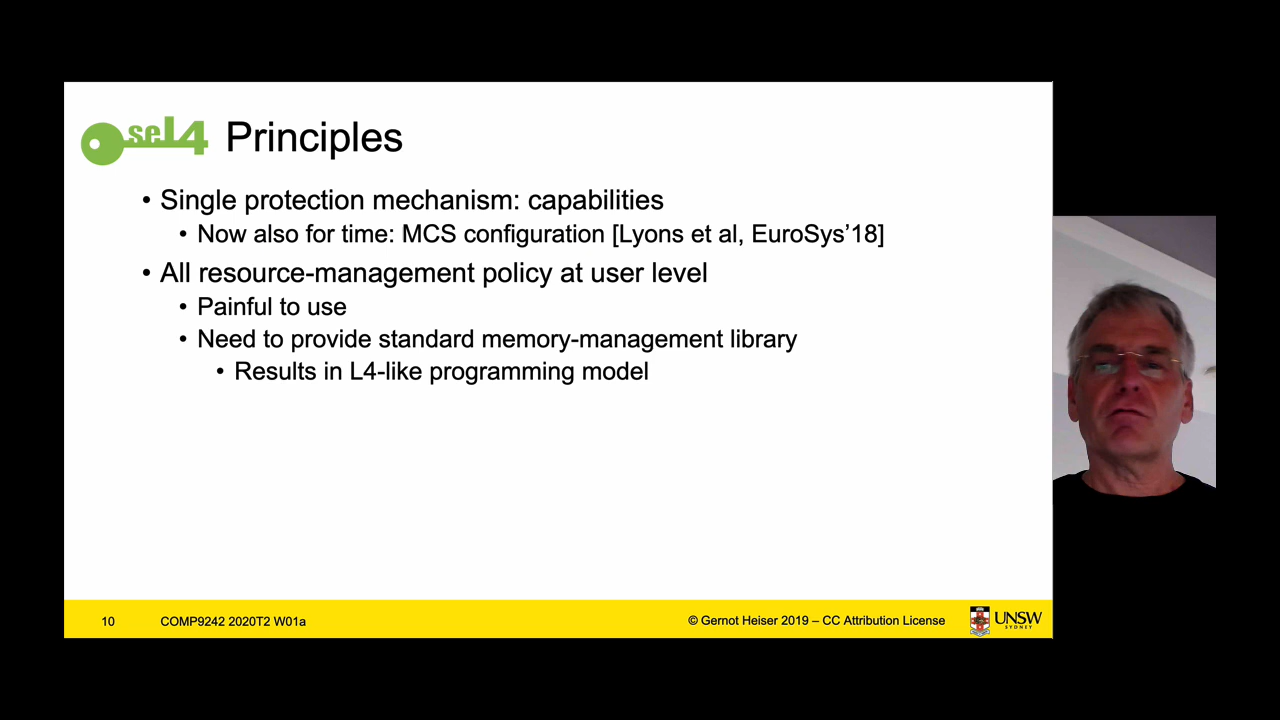 seL4 Principles
• Single protection mechanism: capabilities
• Now also for time: MCS configuration [Lyons et al, EuroSys’18]
• All resource-management policy at user level
• Painful to use
• Need to provide standard memory-management library
• Results in L4-like programming model
10 COMP9242 2020T2 W01a © Gernot Heiser 2019 – CC Attribution License UNSW
SYDNEY